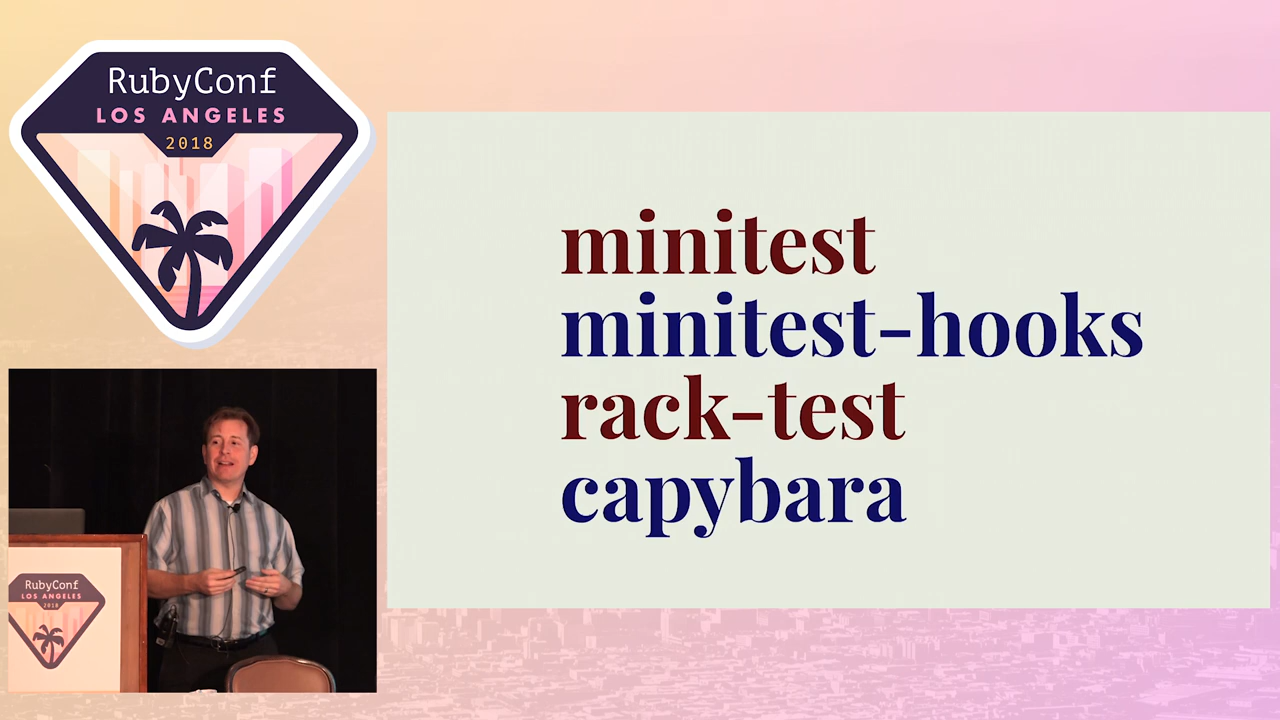 RubyConf
LOS ANGELES
2018
minitest
minitest-hooks
rack-test
capybara
RubyConf
LOS ANGELES
2018